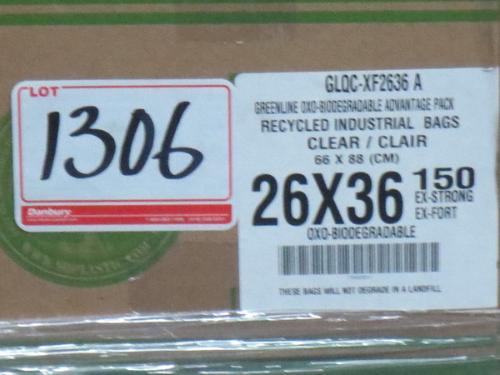 LOT
1306
Danbury
GLQC-XF2636 A
GREENLINE OXO-BIODEGRADABLE ADVANTAGE PACK
RECYCLED INDUSTRIAL BAGS
CLEAR / CLAIR
66 X 88 (CM)
26X36 150
EX-STRONG
EX-FORT
OXO-BIODEGRADABLE
THESE BAGS WILL NOT DEGRADE IN A LANDFILL